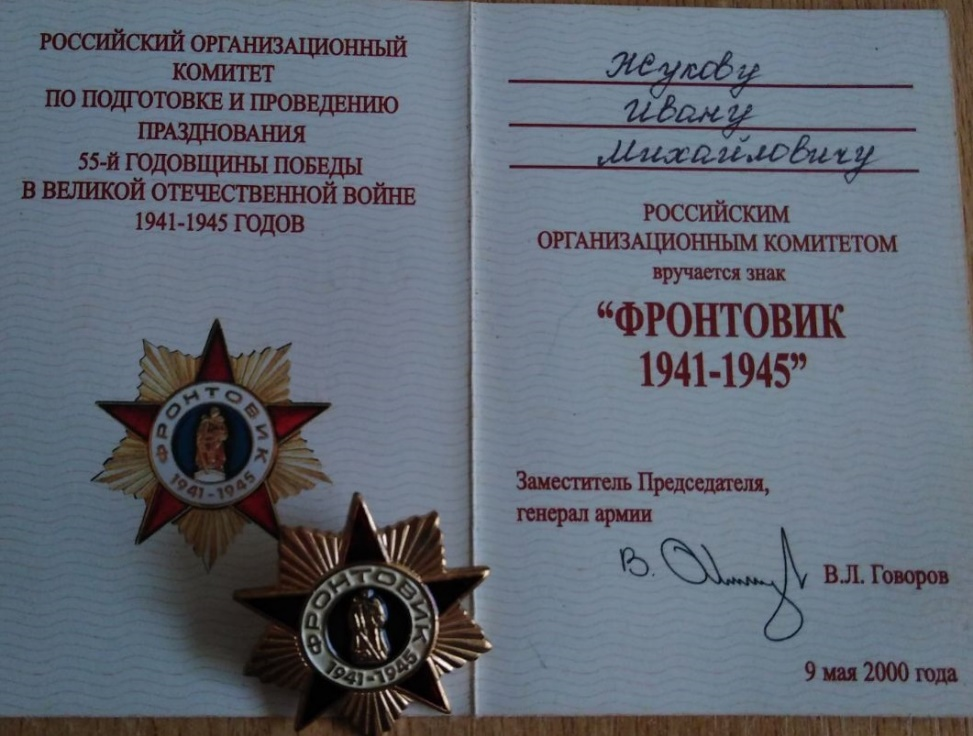 РОССИЙСКИЙ ОРГАНИЗАЦИОННЫЙ
КОМИТЕТ
ПО ПОДГОТОВКЕ И ПРОВЕДЕНИЮ
ПРАЗДНОВАНИЯ
55-й ГОДОВЩИНЫ ПОБЕДЫ
В ВЕЛИКОЙ ОТЕЧЕСТВЕННОЙ ВОЙНЕ
1941-1945 ГОДОВ
ФРОНТОВИК
1941-1945
ФРОНТОВИК
1941-1945
Жукову
Ивану
Михайловичу
РОССИЙСКИМ
ОРГАНИЗАЦИОННЫМ КОМИТЕТОМ
вручается знак
“ФРОНТОВИК
1941-1945”
Заместитель Председателя,
генерал армии
В.Л. Говоров
9 мая 2000 года